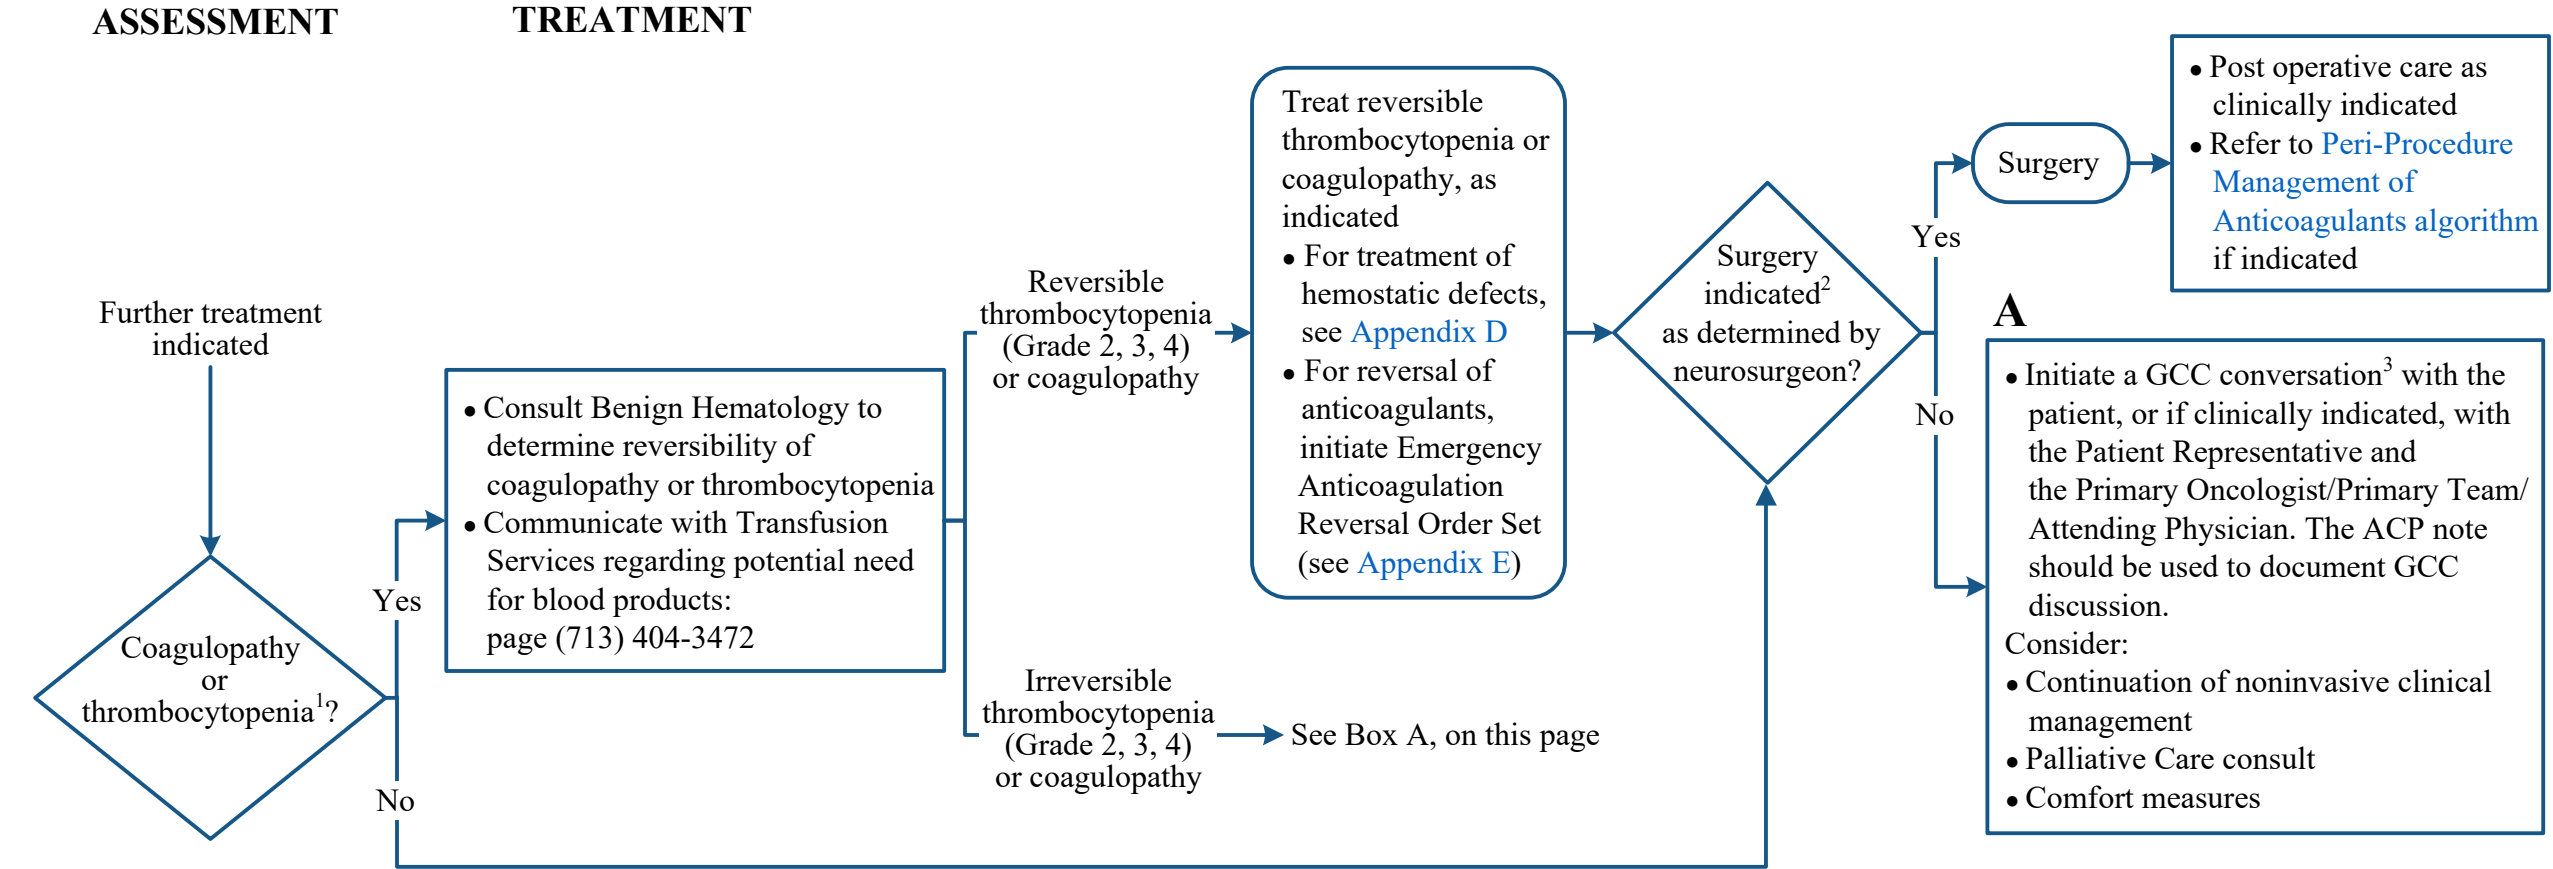 ASSESSMENT
TREATMENT
Further treatment
indicated
Coagulopathy
or
thrombocytopenia1?
Yes
No
● Consult Benign Hematology to
determine reversibility of
coagulopathy or thrombocytopenia
● Communicate with Transfusion
Services regarding potential need
for blood products:
page (713) 404-3472
Reversible
thrombocytopenia
(Grade 2, 3, 4)
or coagulopathy
Irreversible
thrombocytopenia
(Grade 2, 3, 4)
or coagulopathy
See Box A, on this page
Treat reversible
thrombocytopenia or
coagulopathy, as
indicated
● For treatment of
hemostatic defects,
see Appendix D
● For reversal of
anticoagulants,
initiate Emergency
Anticoagulation
Reversal Order Set
(see Appendix E)
Surgery
indicated2
as determined by
neurosurgeon?
Yes
No
Surgery
● Post operative care as
clinically indicated
● Refer to Peri-Procedure
Management of
Anticoagulants algorithm
if indicated
A
● Initiate a GCC conversation3 with the
patient, or if clinically indicated, with
the Patient Representative and
the Primary Oncologist/Primary Team/
Attending Physician. The ACP note
should be used to document GCC
discussion.
Consider:
● Continuation of noninvasive clinical
management
● Palliative Care consult
● Comfort measures